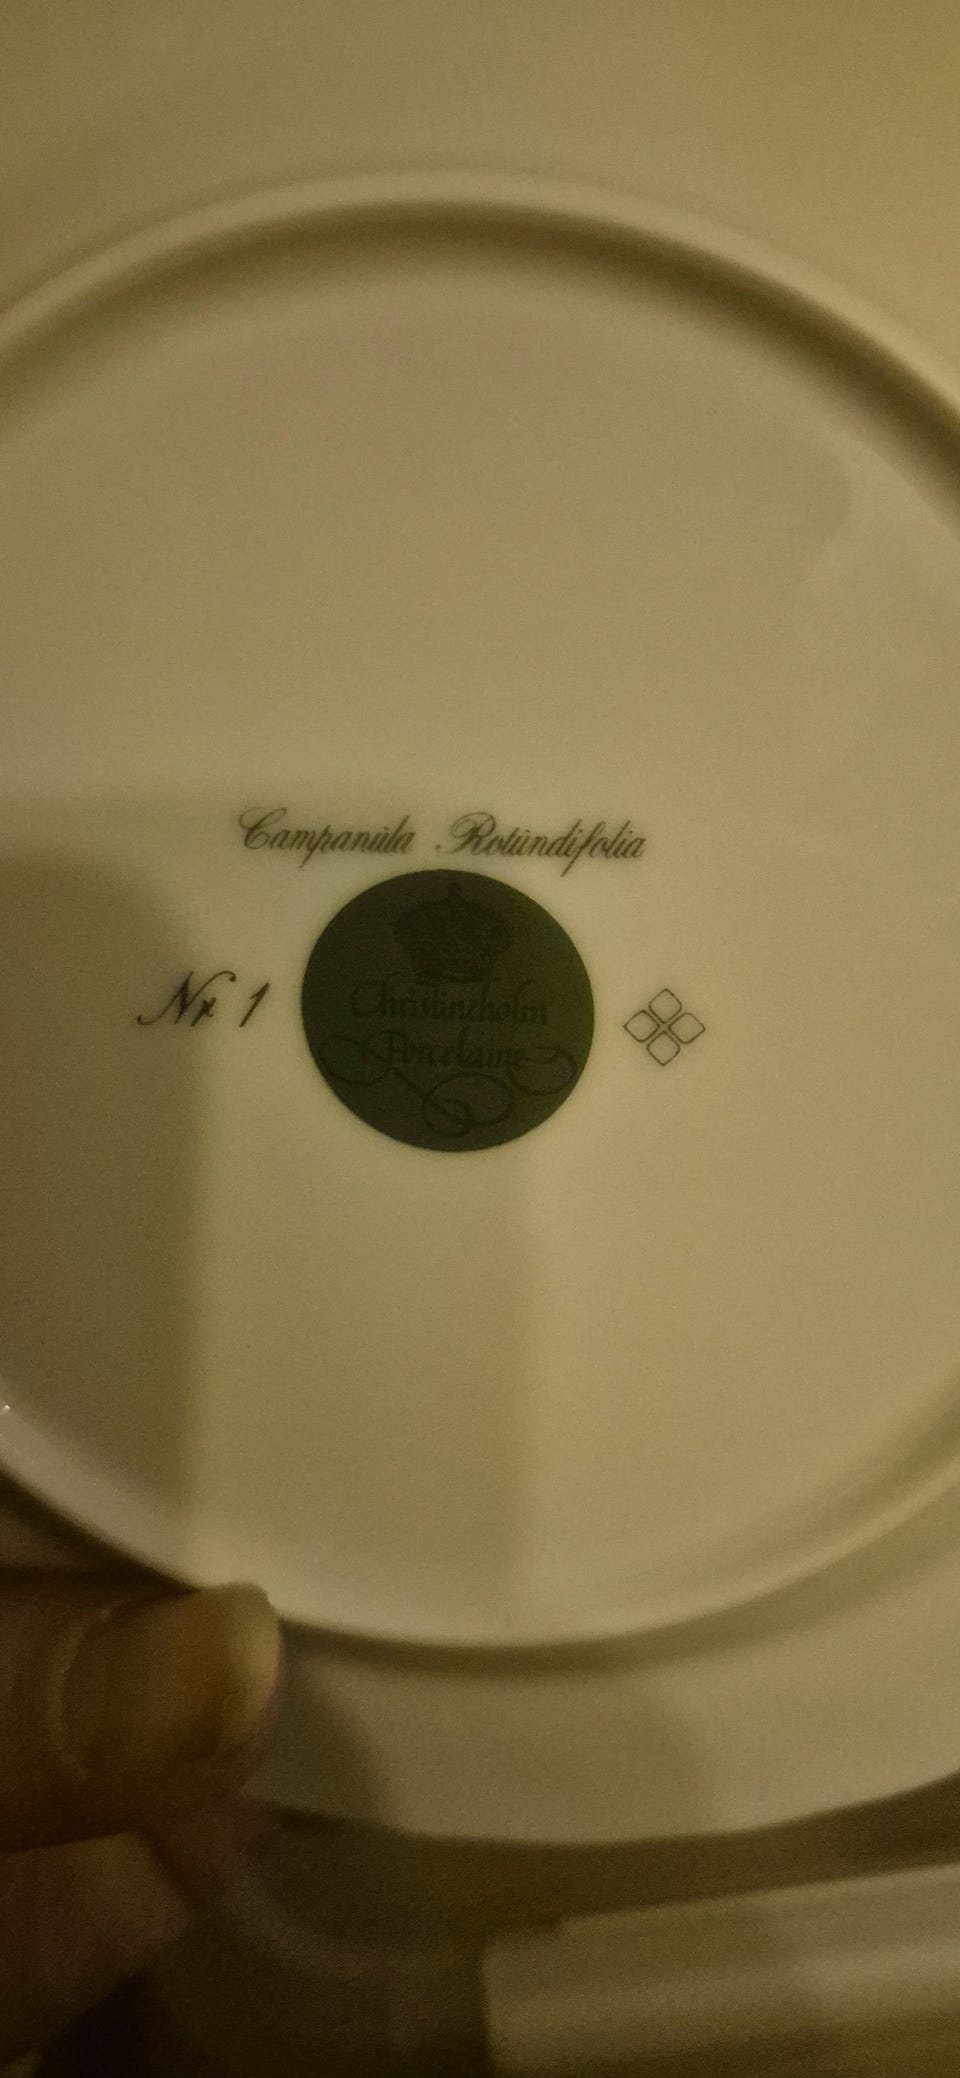 Campanula Rotundifolia
Nr 1
Christineholm
Porcelaine